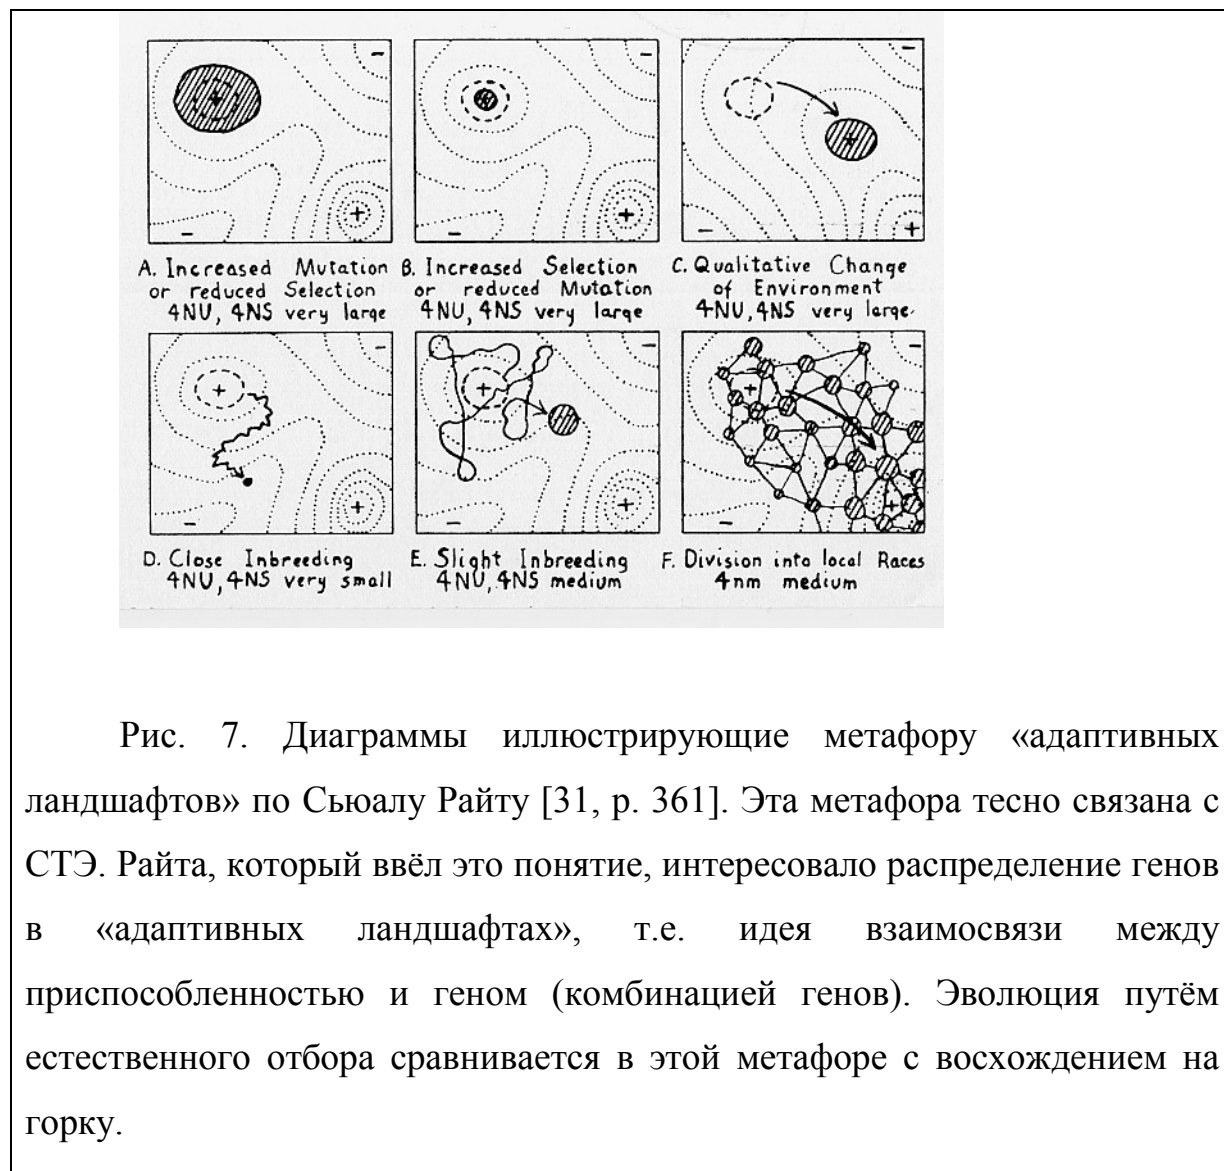 A. Increased Mutation
or reduced Selection
4NU, 4NS very large
B. Increased Selection
or reduced Mutation
4NU, 4NS very large
C. Qualitative Change
of Environment
4NU, 4NS very large.
D. Close Inbreeding
4NU, 4NS very small
E. Slight Inbreeding
4NU, 4NS medium
F. Division into local Races
4nm medium
Рис. 7. Диаграммы иллюстрирующие метафору «адаптивных
ландшафтов» по Сьюалу Райту [31, p. 361]. Эта метафора тесно связана с
СТЭ. Райта, который ввёл это понятие, интересовало распределение генов
в «адаптивных ландшафтах», т.е. идея взаимосвязи между
приспособленностью и геном (комбинацией генов). Эволюция путём
естественного отбора сравнивается в этой метафоре с восхождением на
горку.